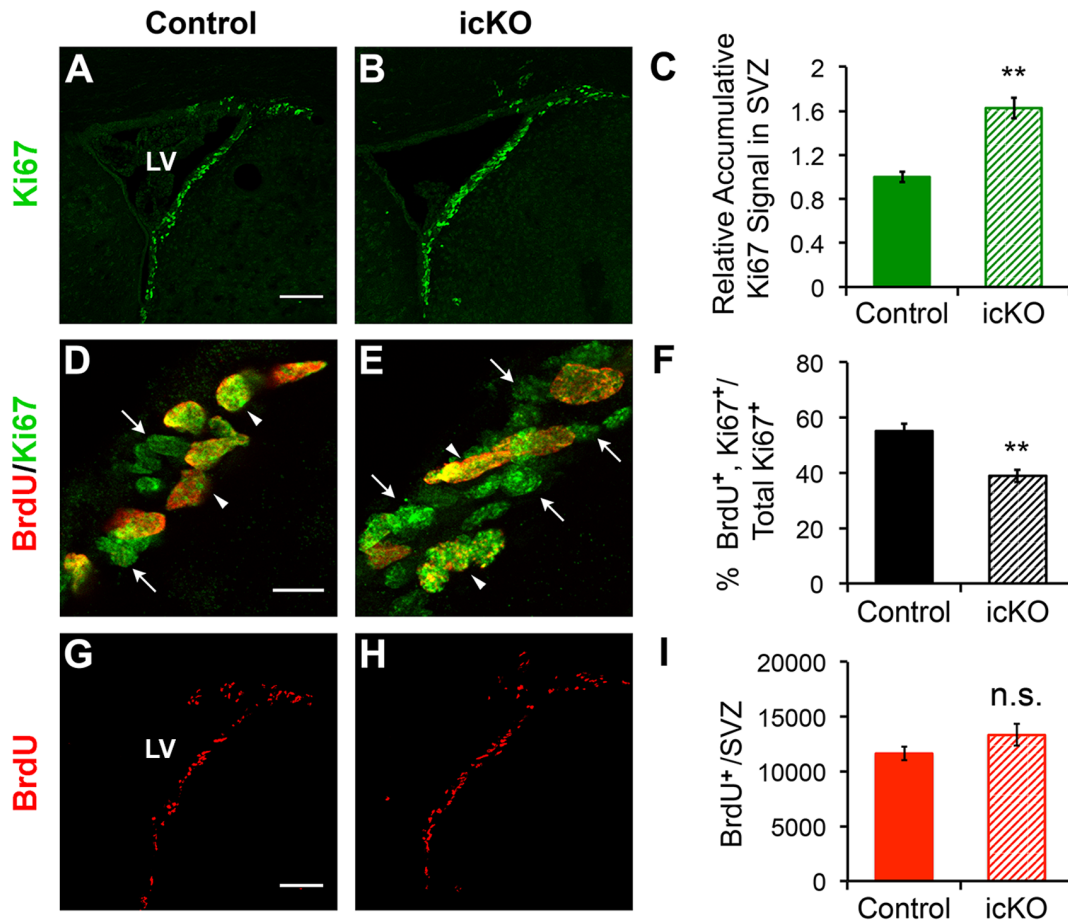 Control
icKO
Ki67
A
LV
B
C
Relative Accumulative
Ki67 Signal in SVZ
2
1.6
1.2
0.8
0.4
0
**
Control
icKO
BrdU/Ki67
D
E
F
% BrdU⁺, Ki67⁺/
Total Ki67⁺
80
60
40
20
0
**
Control
icKO
BrdU
G
LV
H
I
BrdU⁺/SVZ
20000
15000
10000
5000
0
n.s.
Control
icKO